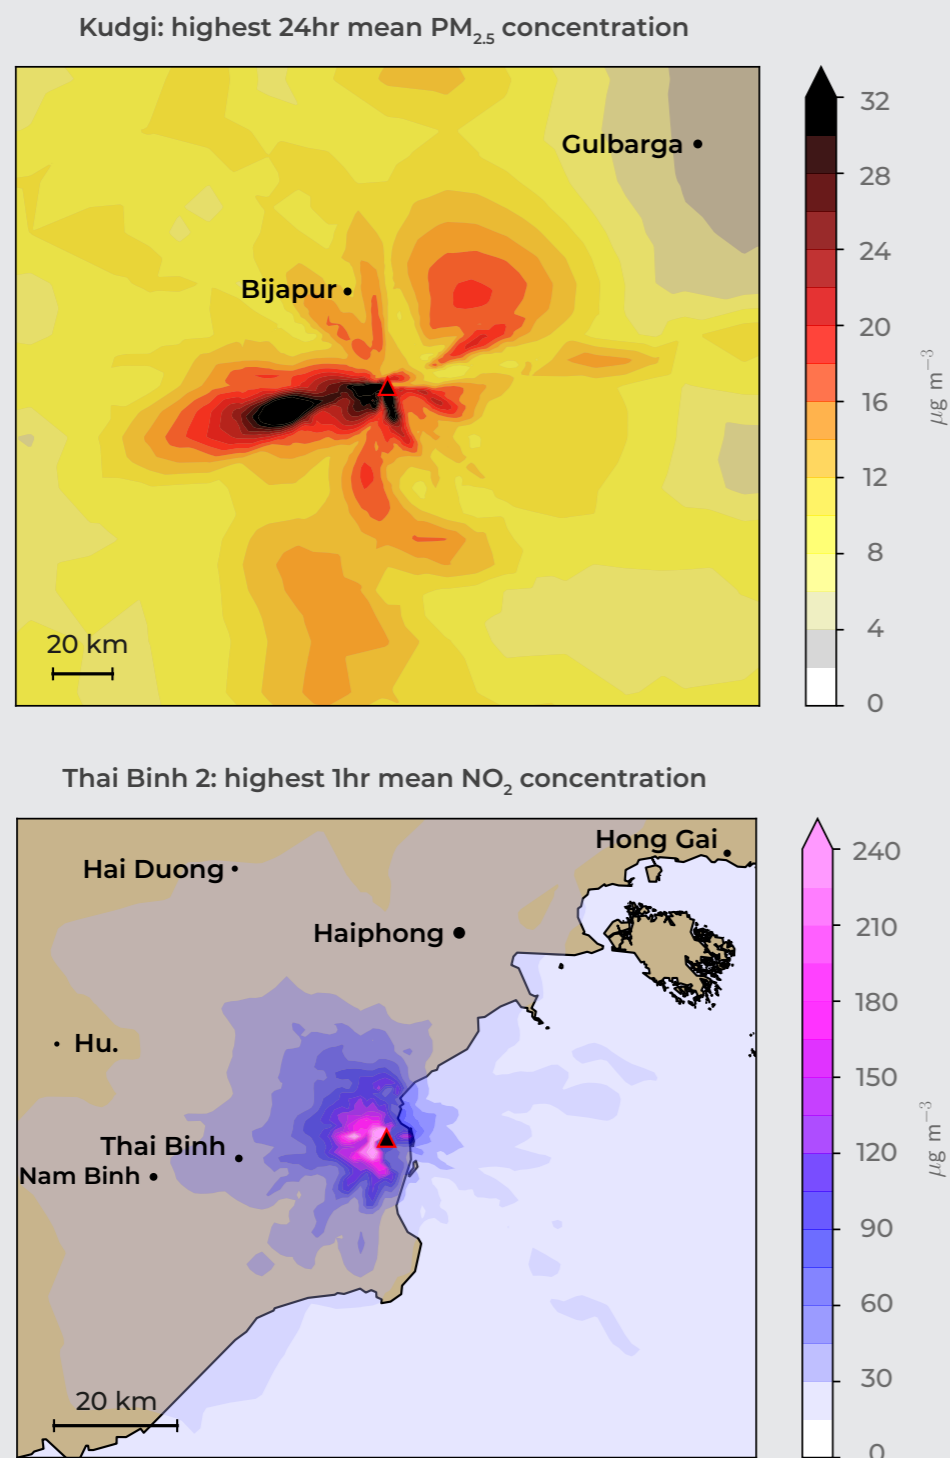 Kudgi: highest 24hr mean PM₂.₅ concentration
Gulbarga
Bijapur
20 km
32
28
24
20
16
12
8
4
0
µg m⁻³
Thai Binh 2: highest 1hr mean NO₂ concentration
Hong Gai
Hai Duong
Haiphong
Hu.
Thai Binh
Nam Binh
20 km
240
210
180
150
120
90
60
30
0
µg m⁻³